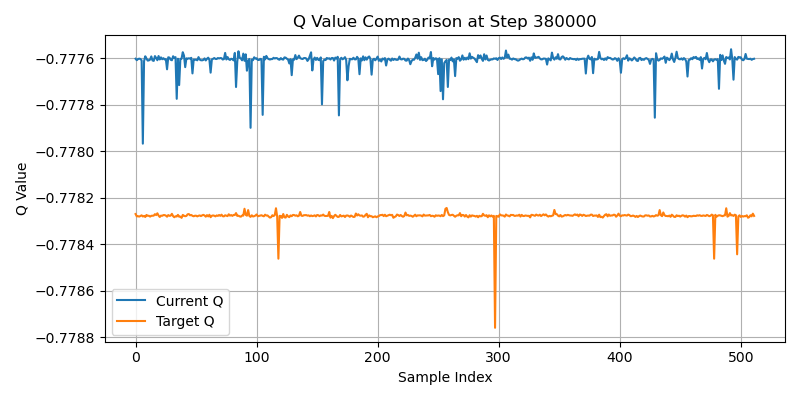 Q Value Comparison at Step 380000
Q Value
−0.7776
−0.7778
−0.7780
−0.7782
−0.7784
−0.7786
−0.7788
Current Q
Target Q
0 100 200 300 400 500
Sample Index